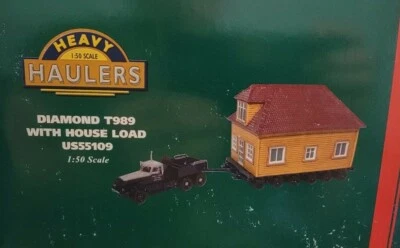 HEAVY
1:50 SCALE
HAULERS
DIAMOND T989
WITH HOUSE LOAD
US55109
1:50 Scale